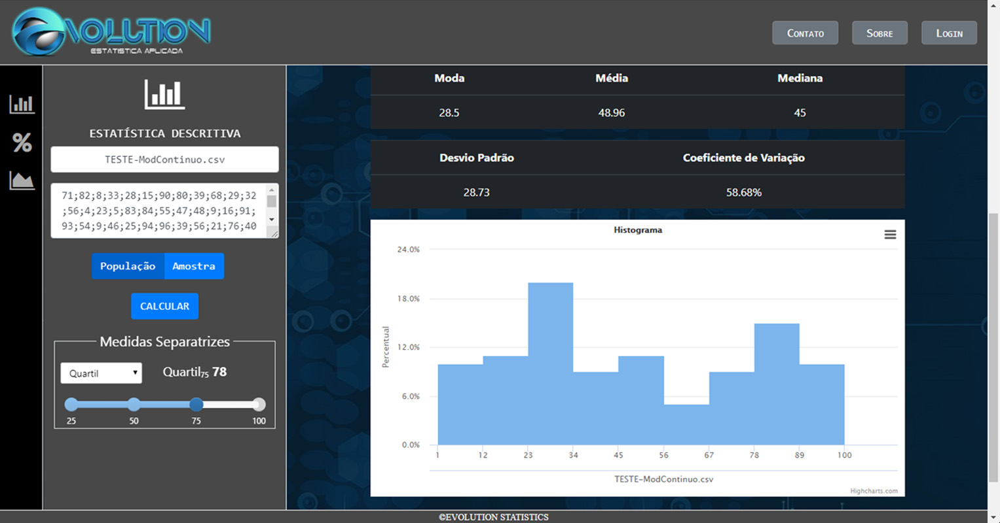 EVOLUTION
ESTATISTICA APLICADA
CONTATO
SOBRE
LOGIN
ESTATÍSTICA DESCRITIVA
TESTE-ModContinuo.csv
71;82;8;33;28;15;90;80;39;68;29;32
;56;4;23;5;83;84;55;47;48;9;16;91;
93;54;9;46;25;94;96;39;56;21;76;40
População
Amostra
CALCULAR
Medidas Separatrizes
Quartil
Quartil75 78
25 50 75 100
Moda Média Mediana
28.5 48.96 45
Desvio Padrão Coeficiente de Variação
28.73 58.68%
Histograma
Percentual
24.0%
18.0%
12.0%
6.0%
0.0%
1 12 23 34 45 56 67 78 89 100
TESTE-ModContinuo.csv
Highcharts.com
©EVOLUTION STATISTICS